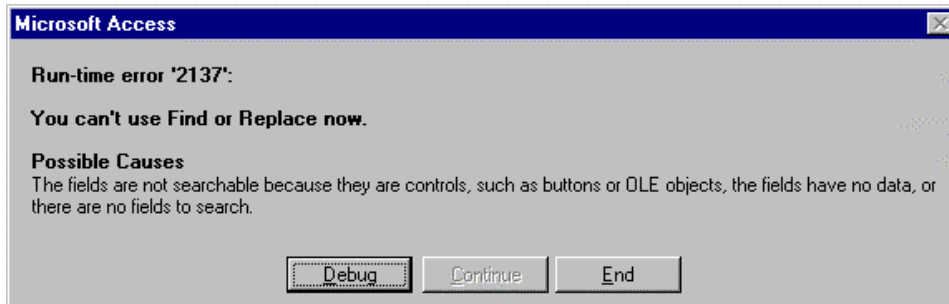 Microsoft Access
Run-time error '2137':
You can't use Find or Replace now.
Possible Causes
The fields are not searchable because they are controls, such as buttons or OLE objects, the fields have no data, or
there are no fields to search.
Debug Continue End